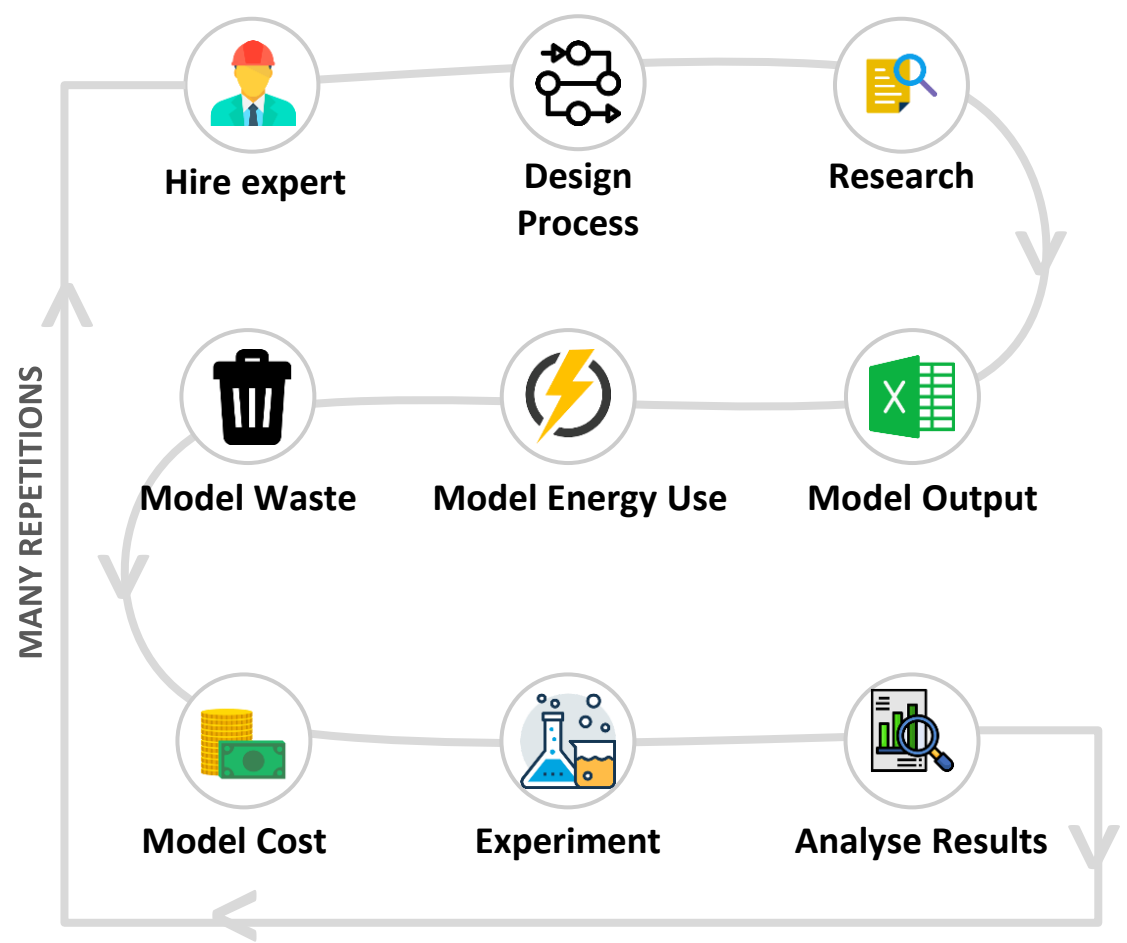 Hire expert
Design
Process
Research
MANY REPETITIONS
Model Waste
Model Energy Use
X
Model Output
Model Cost
Experiment
Analyse Results